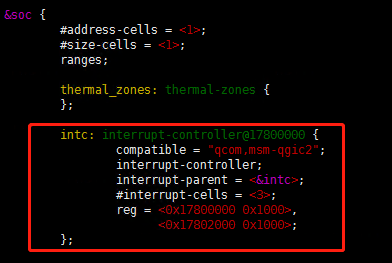 &soc {
#address-cells = <1>;
#size-cells = <1>;
ranges;
thermal_zones: thermal-zones {
};
intc: interrupt-controller@17800000 {
compatible = "qcom,msm-qgic2";
interrupt-controller;
interrupt-parent = <&intc>;
#interrupt-cells = <3>;
reg = <0x17800000 0x1000>,
<0x17802000 0x1000>;
};